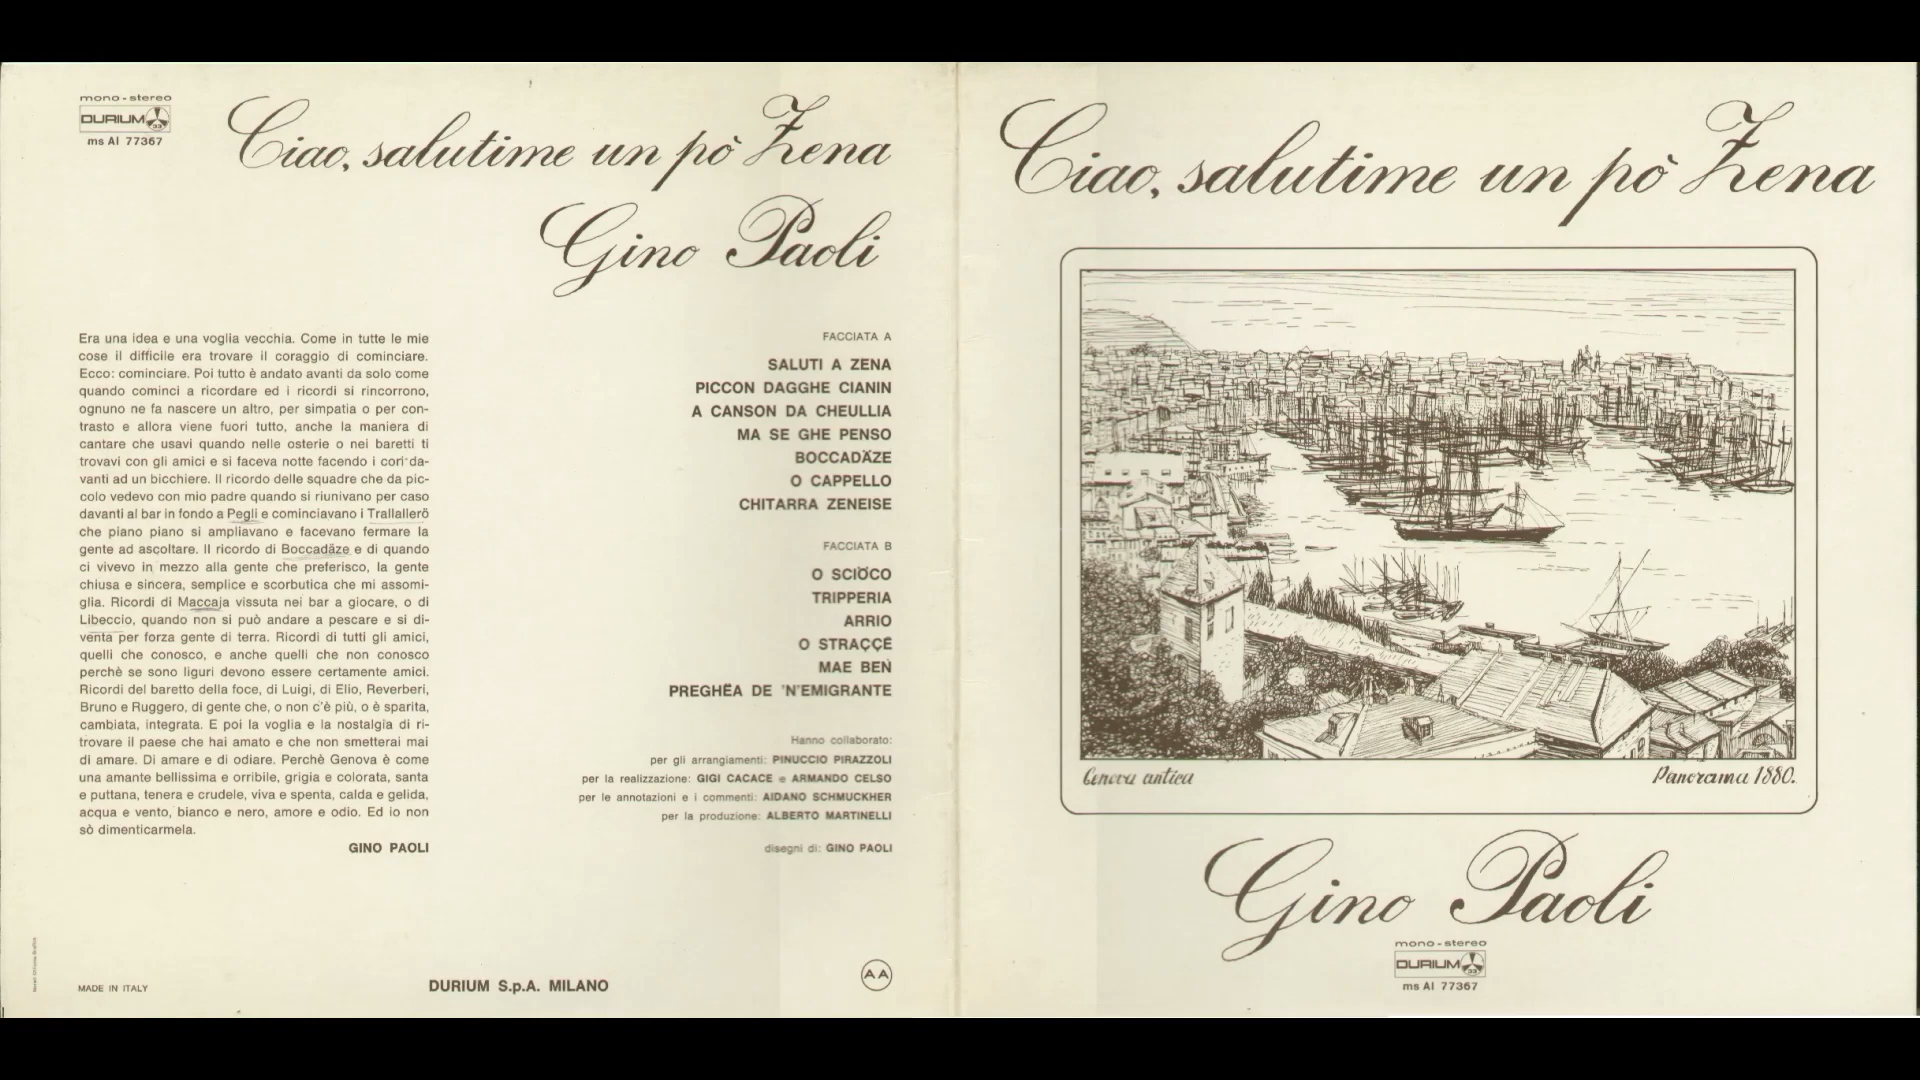 mono-stereo
DURIUM
33
ms AI 77367
Ciao, salutime un pò Zena
Gino Paoli
Era una idea e una voglia vecchia. Come in tutte le mie
cose il difficile era trovare il coraggio di cominciare.
Ecco: cominciare. Poi tutto è andato avanti da solo come
quando cominci a ricordare ed i ricordi si rincorrono,
ognuno ne fa nascere un altro, per simpatia o per con-
trasto e allora viene fuori tutto, anche la maniera di
cantare che usavi quando nelle osterie o nei baretti ti
trovavi con gli amici e si faceva notte facendo i cori da-
vanti ad un bicchiere. Il ricordo delle squadre che da pic-
colo vedevo con mio padre quando si riunivano per caso
davanti al bar in fondo a Pegli e cominciavano i Trallallerö
che piano piano si ampliavano e facevano fermare la
gente ad ascoltare. Il ricordo di Boccadäze e di quando
ci vivevo in mezzo alla gente che preferisco, la gente
chiusa e sincera, semplice e scorbutica che mi assomi-
glia. Ricordi di Maccaja vissuta nei bar a giocare, o di
Libeccio, quando non si può andare a pescare e si di-
venta per forza gente di terra. Ricordi di tutti gli amici,
quelli che conosco, e anche quelli che non conosco
perchè se sono liguri devono essere certamente amici.
Ricordi del baretto della foce, di Luigi, di Elio, Reverberi,
Bruno e Ruggero, di gente che, o non c'è più, o è sparita,
cambiata, integrata. E poi la voglia e la nostalgia di ri-
trovare il paese che hai amato e che non smetterai mai
di amare. Di amare e di odiare. Perchè Genova è come
una amante bellissima e orribile, grigia e colorata, santa
e puttana, tenera e crudele, viva e spenta, calda e gelida,
acqua e vento, bianco e nero, amore e odio. Ed io non
sò dimenticarmela.
GINO PAOLI
FACCIATA A
SALUTI A ZENA
PICCON DAGGHE CIANIN
A CANSON DA CHEULLIA
MA SE GHE PENSO
BOCCADÄZE
O CAPPELLO
CHITARRA ZENEISE
FACCIATA B
O SCIÖCO
TRIPPERIA
ARRIO
O STRAÇÇÊ
MAE BEN
PREGHËA DE 'N'EMIGRANTE
Hanno collaborato:
per gli arrangiamenti: PINUCCIO PIRAZZOLI
per la realizzazione: GIGI CACACE e ARMANDO CELSO
per le annotazioni e i commenti: AIDANO SCHMUCKHER
per la produzione: ALBERTO MARTINELLI
disegni di: GINO PAOLI
MADE IN ITALY
DURIUM S.p.A. MILANO
AA
Ciao, salutime un pò Zena
Genova antica
Panorama 1880.
Gino Paoli
mono-stereo
DURIUM
33
ms AI 77367